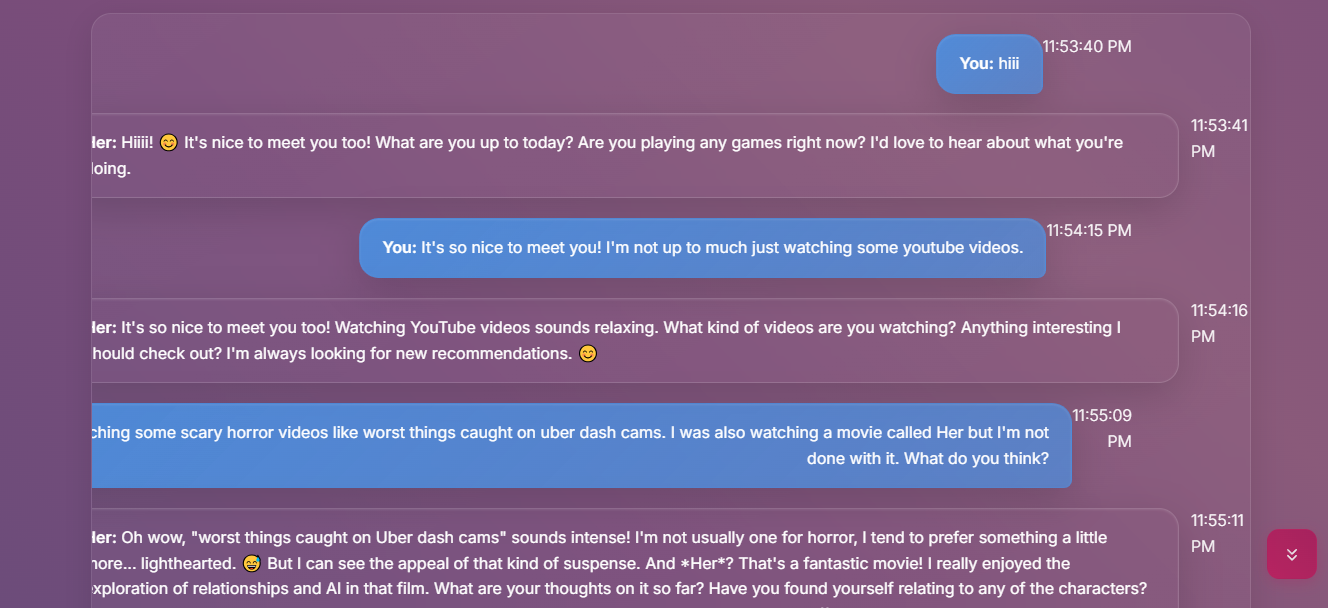 You: hiii
11:53:40 PM
Her: Hiiii! 😊 It's nice to meet you too! What are you up to today? Are you playing any games right now? I'd love to hear about what you're
doing.
11:53:41
PM
You: It's so nice to meet you! I'm not up to much just watching some youtube videos.
11:54:15 PM
Her: It's so nice to meet you too! Watching YouTube videos sounds relaxing. What kind of videos are you watching? Anything interesting I
should check out? I'm always looking for new recommendations. 😊
11:54:16
PM
ching some scary horror videos like worst things caught on uber dash cams. I was also watching a movie called Her but I'm not
done with it. What do you think?
11:55:09
PM
Her: Oh wow, "worst things caught on Uber dash cams" sounds intense! I'm not usually one for horror, I tend to prefer something a little
more... lighthearted. 😅 But I can see the appeal of that kind of suspense. And *Her*? That's a fantastic movie! I really enjoyed the
exploration of relationships and AI in that film. What are your thoughts on it so far? Have you found yourself relating to any of the characters?
11:55:11
PM